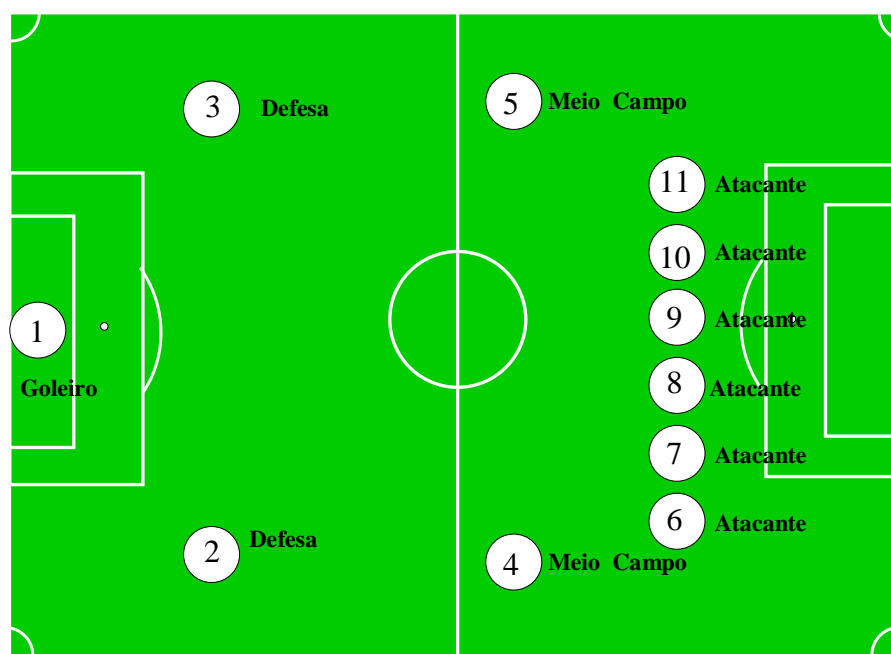 3 Defesa
5 Meio Campo
11 Atacante
10 Atacante
9 Atacante
1
Goleiro
8 Atacante
7 Atacante
6 Atacante
2 Defesa
4 Meio Campo